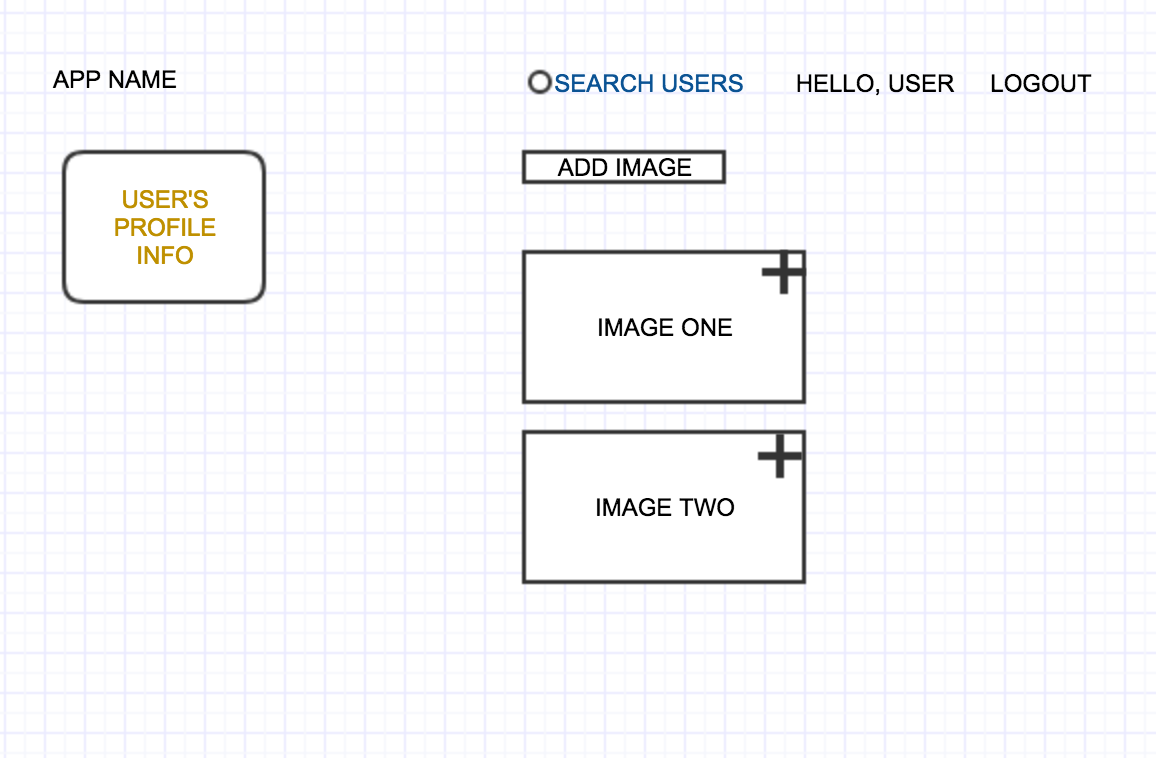 APP NAME
SEARCH USERS
HELLO, USER
LOGOUT
USER'S
PROFILE
INFO
ADD IMAGE
IMAGE ONE
IMAGE TWO